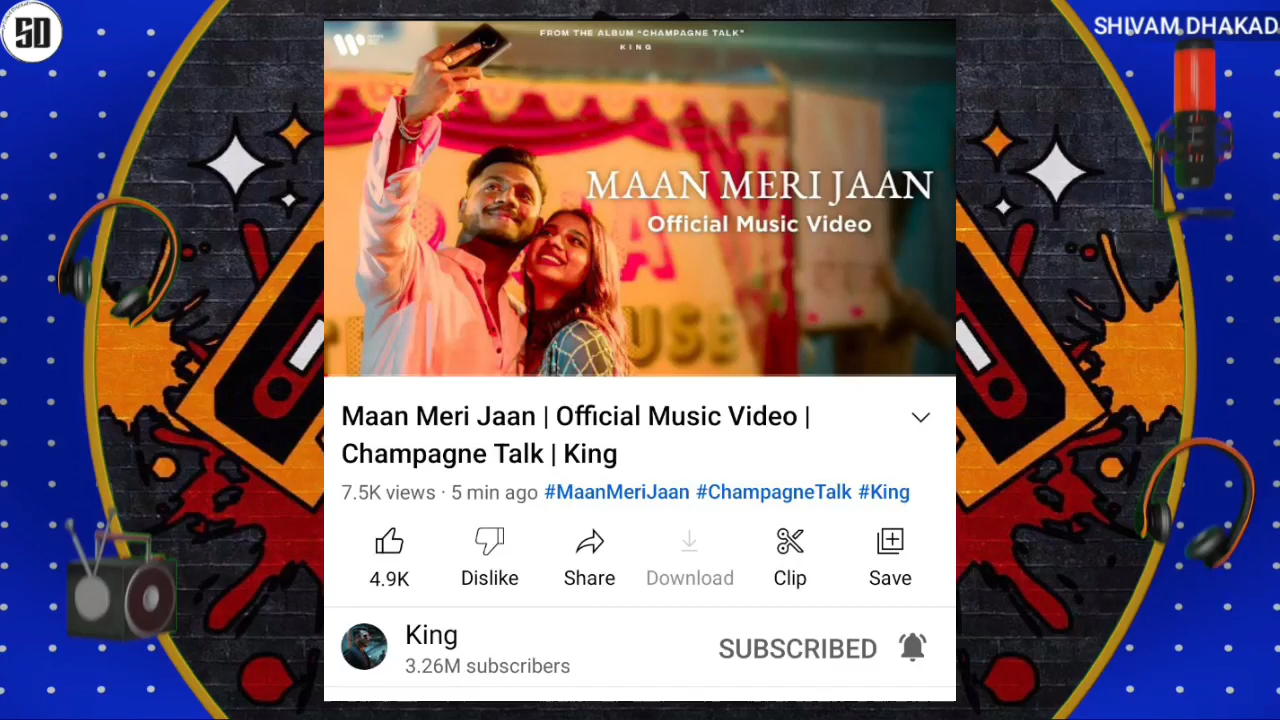 SD
SHIVAM DHAKAD
FROM THE ALBUM "CHAMPAGNE TALK"
KING
MAAN MERI JAAN
Official Music Video
USE
Maan Meri Jaan | Official Music Video |
Champagne Talk | King
7.5K views · 5 min ago #MaanMeriJaan #ChampagneTalk #King
4.9K Dislike Share Download Clip Save
King
3.26M subscribers
SUBSCRIBED